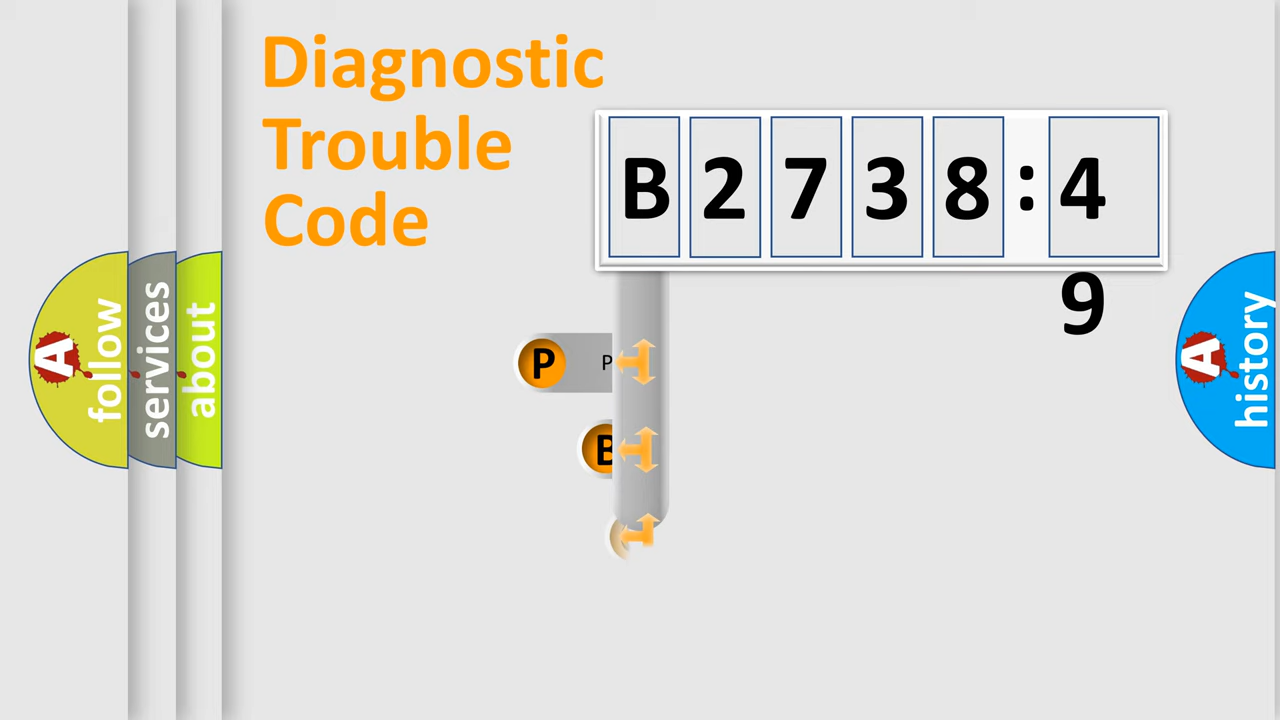 Diagnostic
Trouble
Code
B 2 7 3 8 : 4
9
P P
B
A follow
services
about
A history